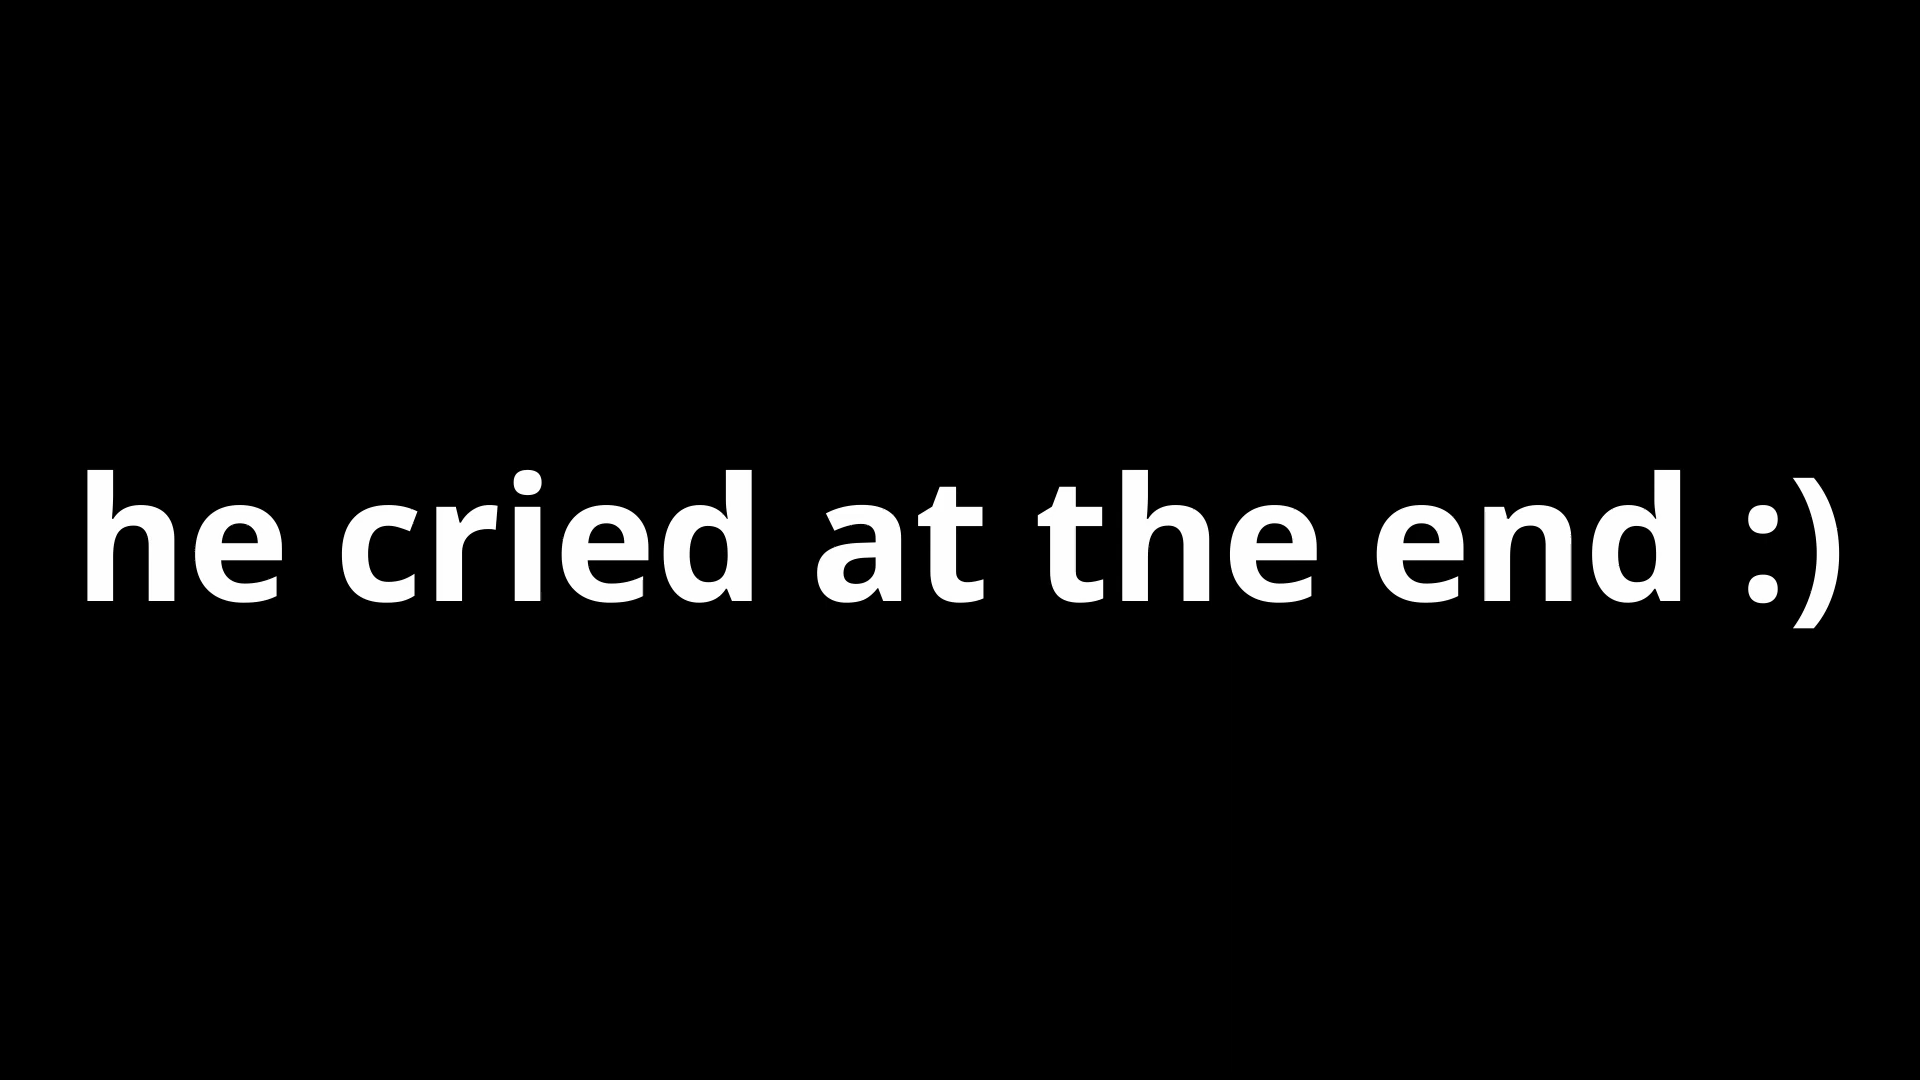 he cried at the end :)